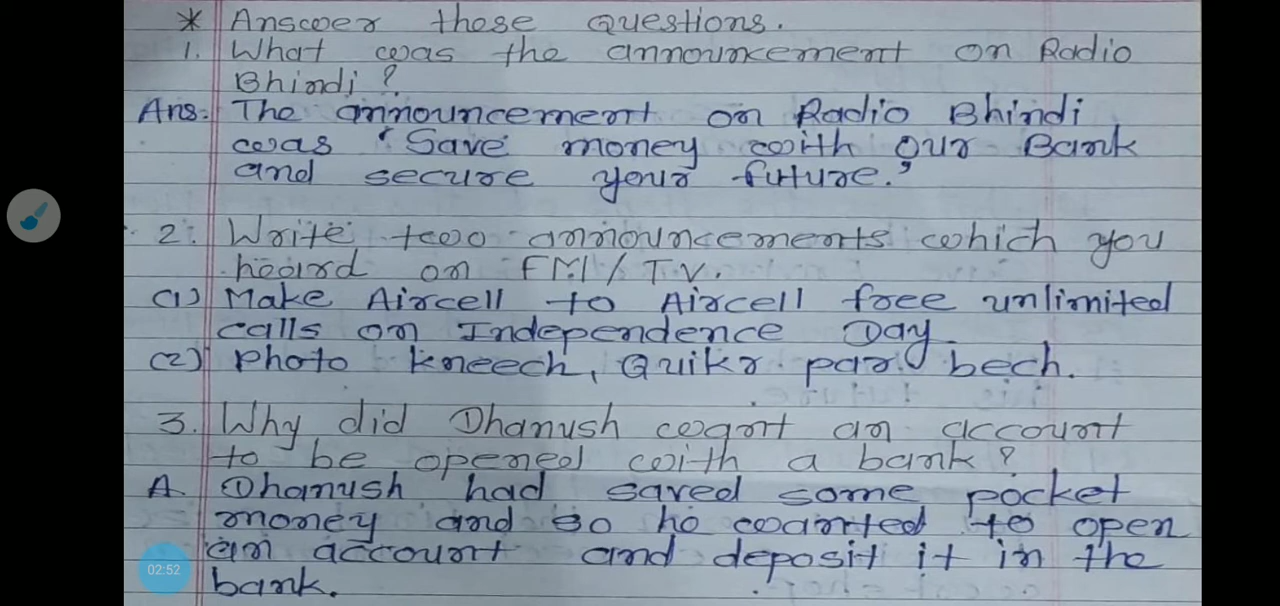 * Answer these questions.
1. What was the announcement on Radio
Bhindi?
Ans. The announcement on Radio Bhindi
was 'Save money with our Bank
and secure your future.'
2. Write two announcements which you
heard on FM/T.V.
(1) Make Aircell to Aircell free unlimited
calls on Independence Day.
(2) Photo kheech, Quikr par bech.
3. Why did Dhanush want an account
to be opened with a bank?
A. Dhanush had saved some pocket
money and so he wanted to open
an account and deposit it in the
bank.
02:52